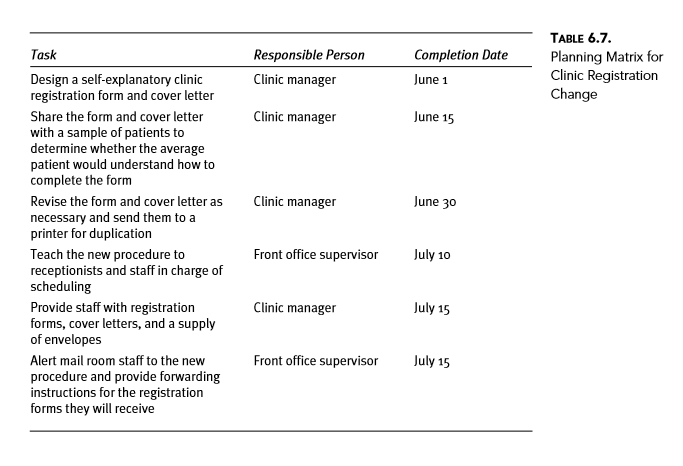 Task Responsible Person Completion Date
Design a self-explanatory clinic Clinic manager June 1
registration form and cover letter
Share the form and cover letter Clinic manager June 15
with a sample of patients to
determine whether the average
patient would understand how to
complete the form
Revise the form and cover letter as Clinic manager June 30
necessary and send them to a
printer for duplication
Teach the new procedure to Front office supervisor July 10
receptionists and staff in charge of
scheduling
Provide staff with registration Clinic manager July 15
forms, cover letters, and a supply
of envelopes
Alert mail room staff to the new Front office supervisor July 15
procedure and provide forwarding
instructions for the registration
forms they will receive
TABLE 6.7.
Planning Matrix for
Clinic Registration
Change